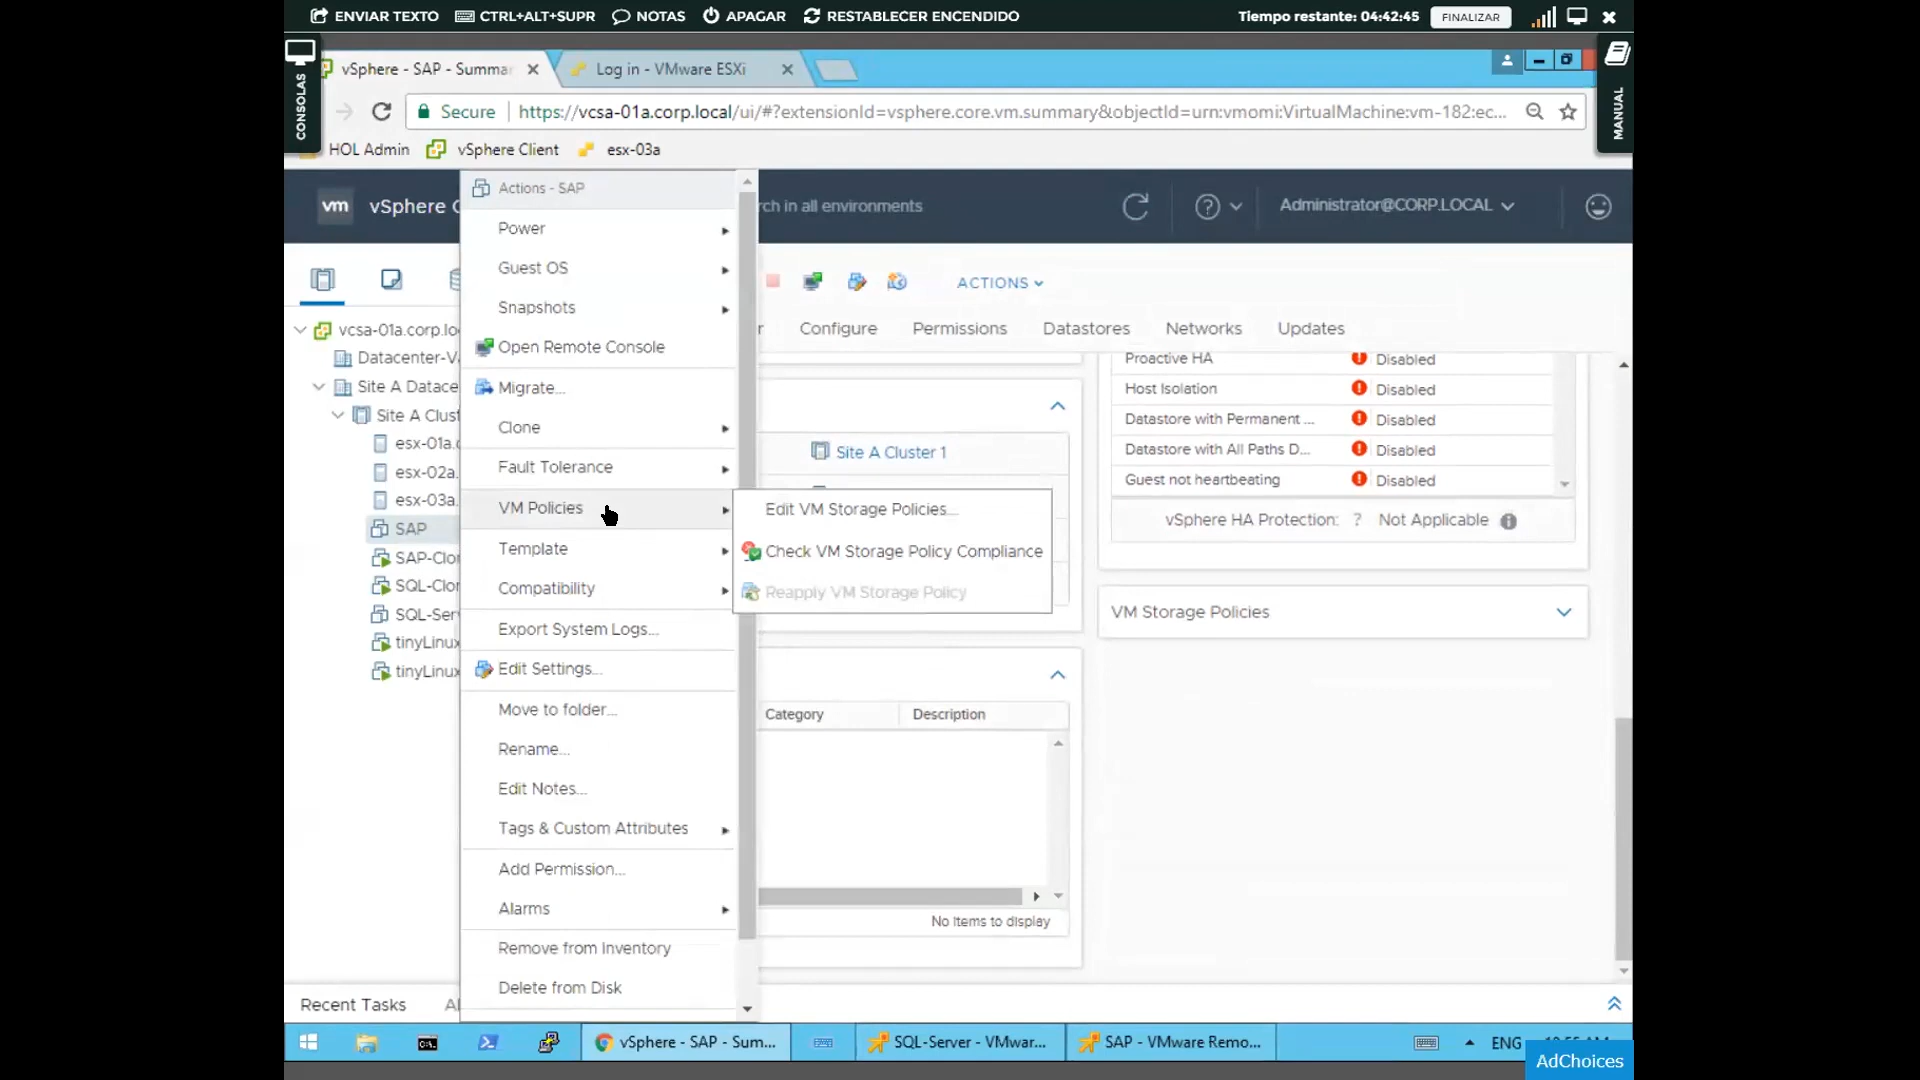 ENVIAR TEXTO CTRL+ALT+SUPR NOTAS APAGAR RESTABLECER ENCENDIDO Tiempo restante: 04:42:45 FINALIZAR
CONSOLAS
MANUAL
vSphere - SAP - Summar Log in - VMware ESXi
Secure https://vcsa-01a.corp.local/ui/#?extensionId=vsphere.core.vm.summary&objectId=urn:vmomi:VirtualMachine:vm-182:ec...
HOL Admin vSphere Client esx-03a
vm vSphere C rch in all environments Administrator@CORP.LOCAL
Actions - SAP
Power
Guest OS
Snapshots
Open Remote Console
Migrate...
Clone
Fault Tolerance
VM Policies
Template
Compatibility
Export System Logs...
Edit Settings...
Move to folder...
Rename...
Edit Notes...
Tags & Custom Attributes
Add Permission...
Alarms
Remove from Inventory
Delete from Disk
Edit VM Storage Policies...
Check VM Storage Policy Compliance
Reapply VM Storage Policy
ACTIONS
r Configure Permissions Datastores Networks Updates
vcsa-01a.corp.lo
Datacenter-Va
Site A Datace
Site A Clust
esx-01a.c
esx-02a.
esx-03a.
SAP
SAP-Clor
SQL-Clor
SQL-Serv
tinyLinux
tinyLinux
Site A Cluster 1
Proactive HA Disabled
Host Isolation Disabled
Datastore with Permanent ... Disabled
Datastore with All Paths D... Disabled
Guest not heartbeating Disabled
vSphere HA Protection: ? Not Applicable
VM Storage Policies
Category Description
No items to display
Recent Tasks Al
vSphere - SAP - Sum... SQL-Server - VMwar... SAP - VMware Remo... ENG
AdChoices